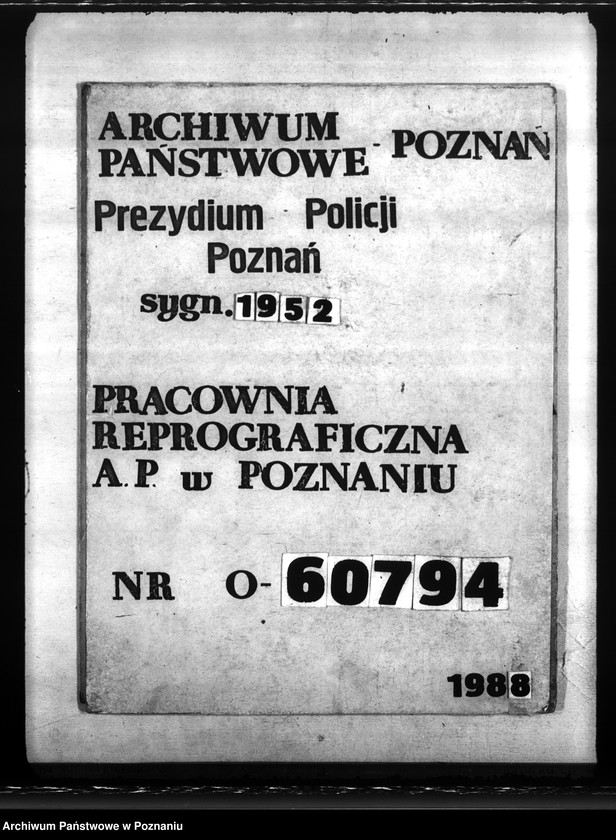 ARCHIWUM
PAŃSTWOWE - POZNAŃ
Prezydium Policji
Poznań
sygn. 1952
PRACOWNIA
REPROGRAFICZNA
A. P. w POZNANIU
NR O-60794
1988
Archiwum Państwowe w Poznaniu